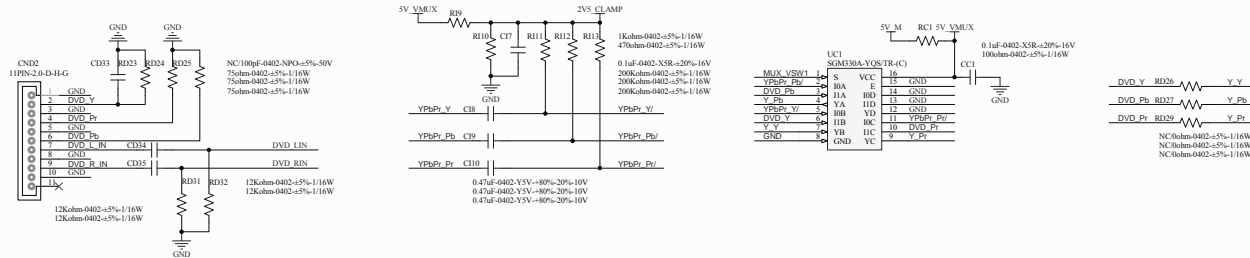 GND
GND
CND2
11PIN-2.0-D-H-G
CD33
RD23
RD24
RD25
NC/100pF-0402-NPO-±5%-50V
75ohm-0402-±5%-1/16W
75ohm-0402-±5%-1/16W
75ohm-0402-±5%-1/16W
1 GND
2 DVD_Y
3 GND
4 DVD_Pr
5 GND
6 DVD_Pb
7 DVD_L_IN
8 GND
9 DVD_R_IN
10 GND
11
CD34
CD35
DVD_LIN
DVD_RIN
RD31
RD32
12Kohm-0402-±5%-1/16W
12Kohm-0402-±5%-1/16W
12Kohm-0402-±5%-1/16W
12Kohm-0402-±5%-1/16W
GND
5V_VMUX
RI9
2V5_CLAMP
RI10
CI7
RI11
RI12
RI13
1Kohm-0402-±5%-1/16W
470ohm-0402-±5%-1/16W
0.1uF-0402-X5R-±20%-16V
200Kohm-0402-±5%-1/16W
200Kohm-0402-±5%-1/16W
200Kohm-0402-±5%-1/16W
GND
YPbPr_Y
CI8
YPbPr_Y/
YPbPr_Pb
CI9
YPbPr_Pb/
YPbPr_Pr
CI10
YPbPr_Pr/
0.47uF-0402-Y5V-+80%-20%-10V
0.47uF-0402-Y5V-+80%-20%-10V
0.47uF-0402-Y5V-+80%-20%-10V
5V_M
RC1
5V_VMUX
0.1uF-0402-X5R-±20%-16V
100ohm-0402-±5%-1/16W
UC1
SGM330A-YQS/TR-(C)
CC1
GND
MUX_VSW1 1 S VCC 16
YPbPr_Pb/ 2 I0A E 15 GND
DVD_Pb 3 I1A I0D 14 GND
Y_Pb 4 YA I1D 13 GND
YPbPr_Y/ 5 I0B YD 12 GND
DVD_Y 6 I1B I0C 11 YPbPr_Pr/
Y_Y 7 YB I1C 10 DVD_Pr
GND 8 GND YC 9 Y_Pr
DVD_Y RD26 Y_Y
DVD_Pb RD27 Y_Pb
DVD_Pr RD29 Y_Pr
NC/0ohm-0402-±5%-1/16W
NC/0ohm-0402-±5%-1/16W
NC/0ohm-0402-±5%-1/16W